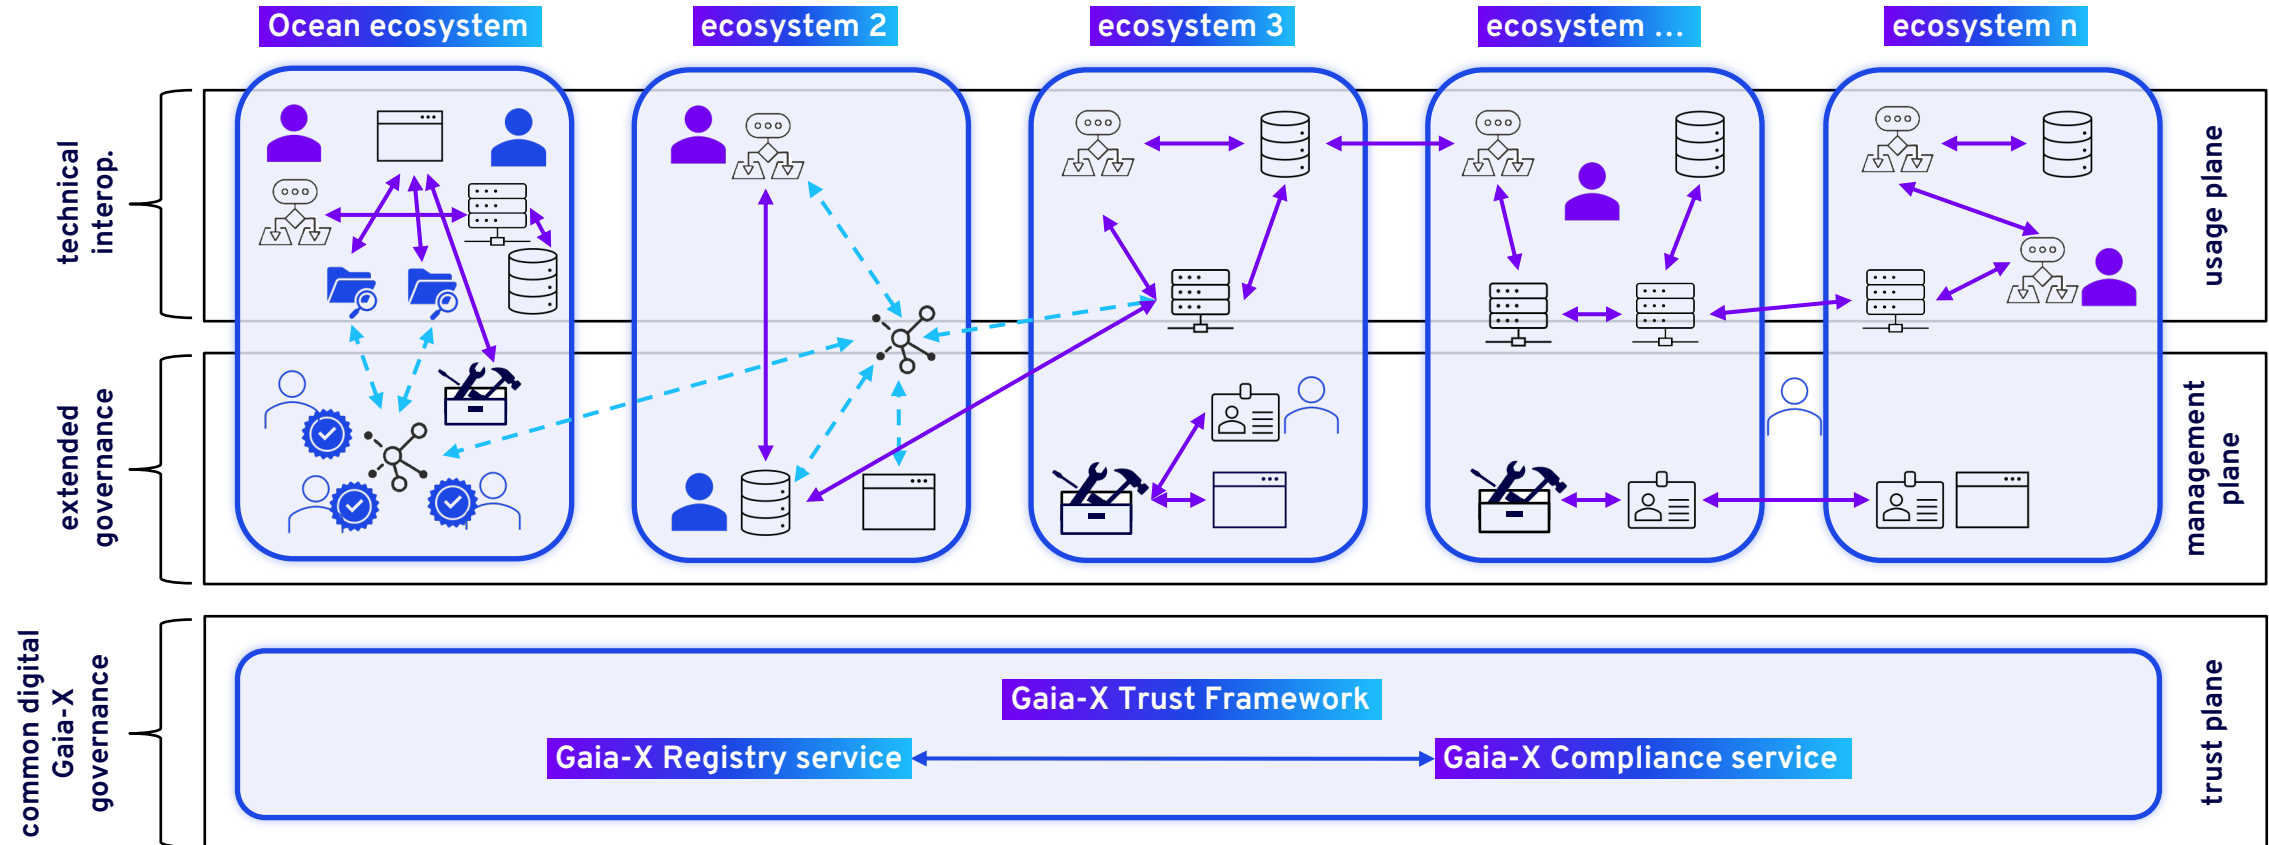 Ocean ecosystem
ecosystem 2
ecosystem 3
ecosystem ...
ecosystem n
technical
interop.
usage plane
extended
governance
management
plane
common digital
Gaia-X
governance
Gaia-X Trust Framework
Gaia-X Registry service
Gaia-X Compliance service
trust plane